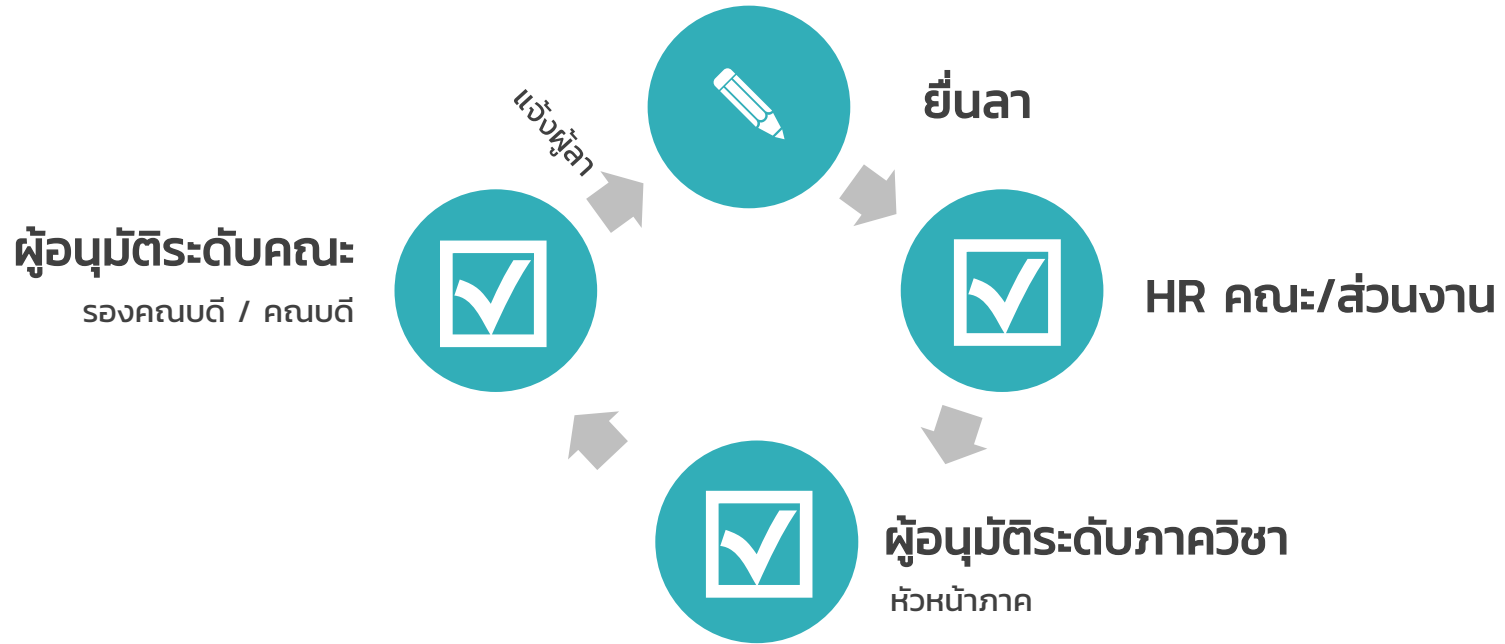 ยื่นลา
แจ้งผู้ลา
HR คณะ/ส่วนงาน
ผู้อนุมัติระดับคณะ
รองคณบดี / คณบดี
ผู้อนุมัติระดับภาควิชา
หัวหน้าภาค